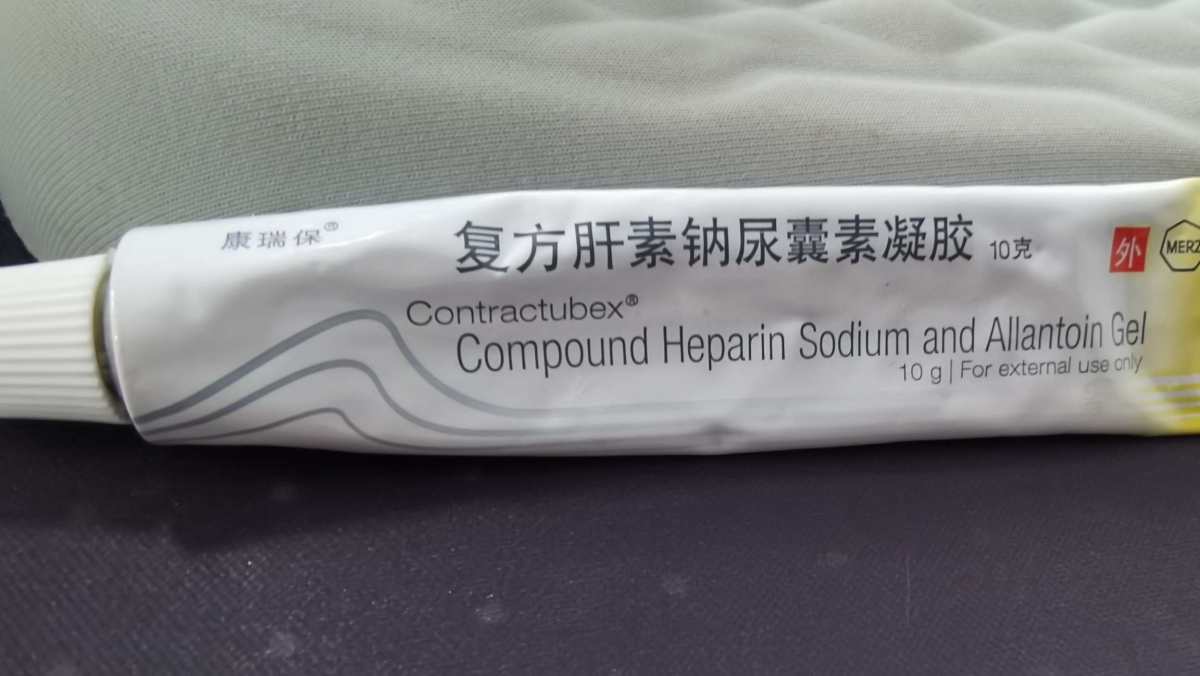 康瑞保®
复方肝素钠尿囊素凝胶 10克
外
MERZ
Contractubex®
Compound Heparin Sodium and Allantoin Gel
10 g | For external use only